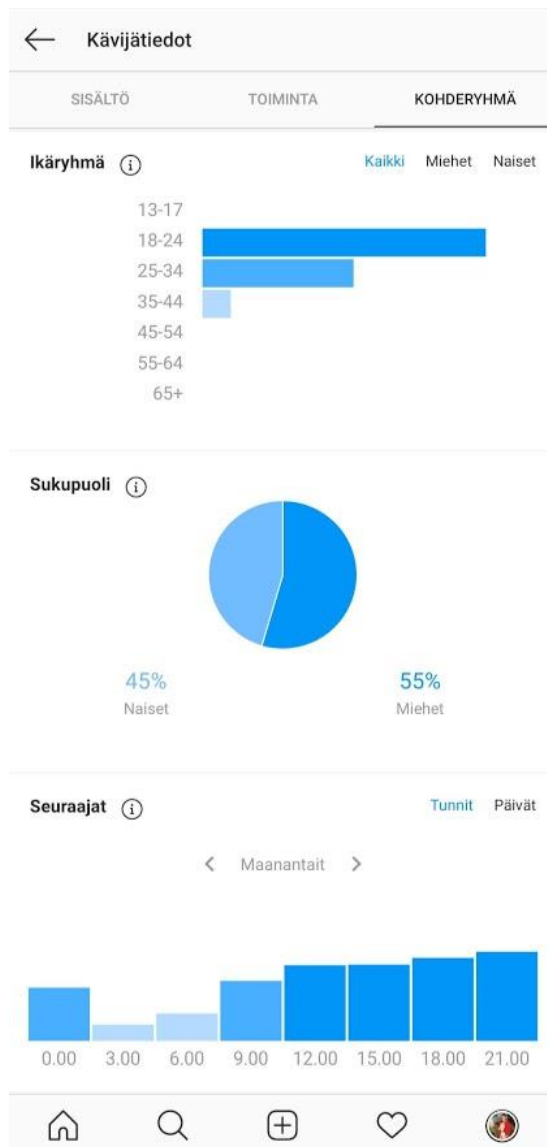 Kävijätiedot
SISÄLTÖ TOIMINTA KOHDERYHMÄ
Ikäryhmä Kaikki Miehet Naiset
13-17
18-24
25-34
35-44
45-54
55-64
65+
Sukupuoli
45% 55%
Naiset Miehet
Seuraajat Tunnit Päivät
Maanantait
0.00 3.00 6.00 9.00 12.00 15.00 18.00 21.00